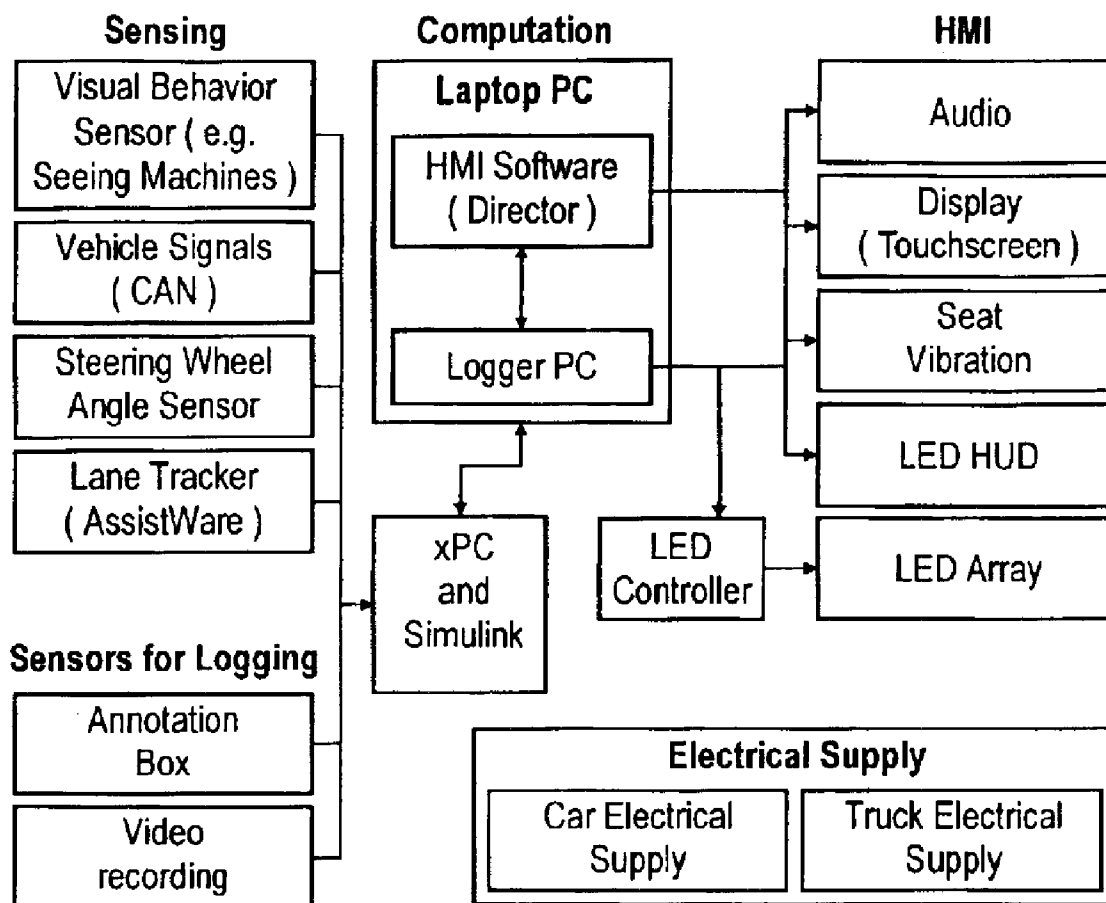 Sensing
Visual Behavior
Sensor ( e.g.
Seeing Machines )
Vehicle Signals
( CAN )
Steering Wheel
Angle Sensor
Lane Tracker
( AssistWare )
Sensors for Logging
Annotation
Box
Video
recording
Computation
Laptop PC
HMI Software
( Director )
Logger PC
xPC
and
Simulink
LED
Controller
HMI
Audio
Display
( Touchscreen )
Seat
Vibration
LED HUD
LED Array
Electrical Supply
Car Electrical
Supply
Truck Electrical
Supply